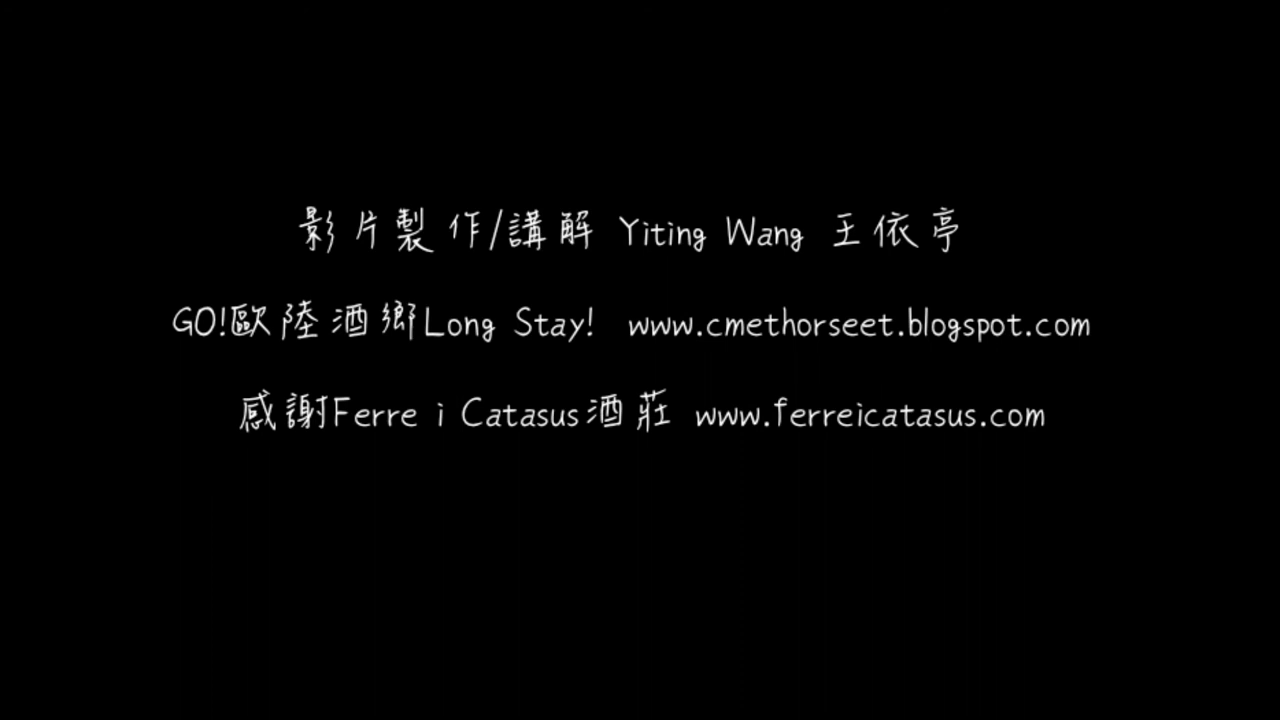 影片製作/講解 Yiting Wang 王依亭
GO!歐陸酒鄉Long Stay! www.cmethorseet.blogspot.com
感謝Ferre i Catasus酒莊 www.ferreicatasus.com